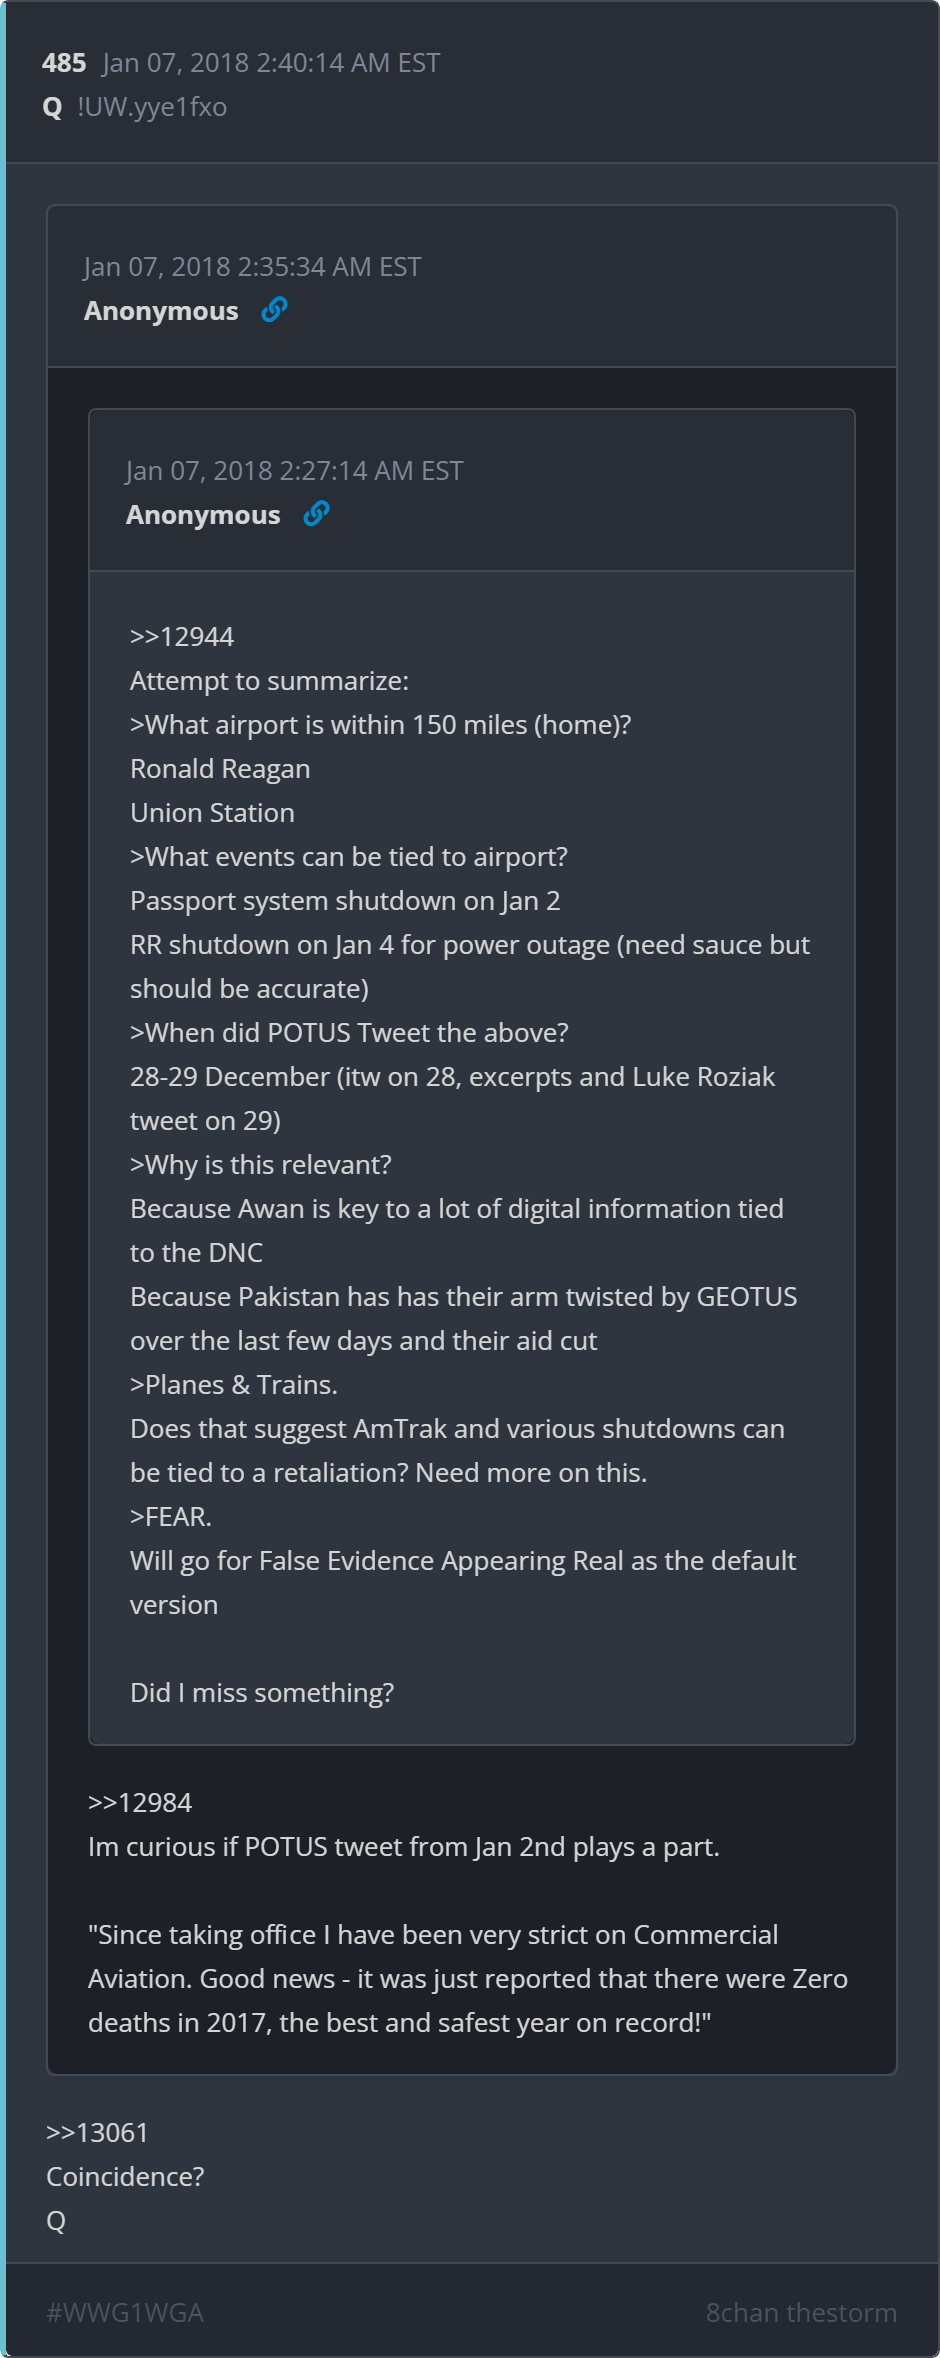 485 Jan 07, 2018 2:40:14 AM EST
Q !UW.yye1fxo
Jan 07, 2018 2:35:34 AM EST
Anonymous
Jan 07, 2018 2:27:14 AM EST
Anonymous
>>12944
Attempt to summarize:
>What airport is within 150 miles (home)?
Ronald Reagan
Union Station
>What events can be tied to airport?
Passport system shutdown on Jan 2
RR shutdown on Jan 4 for power outage (need sauce but
should be accurate)
>When did POTUS Tweet the above?
28-29 December (itw on 28, excerpts and Luke Roziak
tweet on 29)
>Why is this relevant?
Because Awan is key to a lot of digital information tied
to the DNC
Because Pakistan has has their arm twisted by GEOTUS
over the last few days and their aid cut
>Planes & Trains.
Does that suggest AmTrak and various shutdowns can
be tied to a retaliation? Need more on this.
>FEAR.
Will go for False Evidence Appearing Real as the default
version
Did I miss something?
>>12984
Im curious if POTUS tweet from Jan 2nd plays a part.
"Since taking office I have been very strict on Commercial
Aviation. Good news - it was just reported that there were Zero
deaths in 2017, the best and safest year on record!"
>>13061
Coincidence?
Q
#WWG1WGA 8chan thestorm